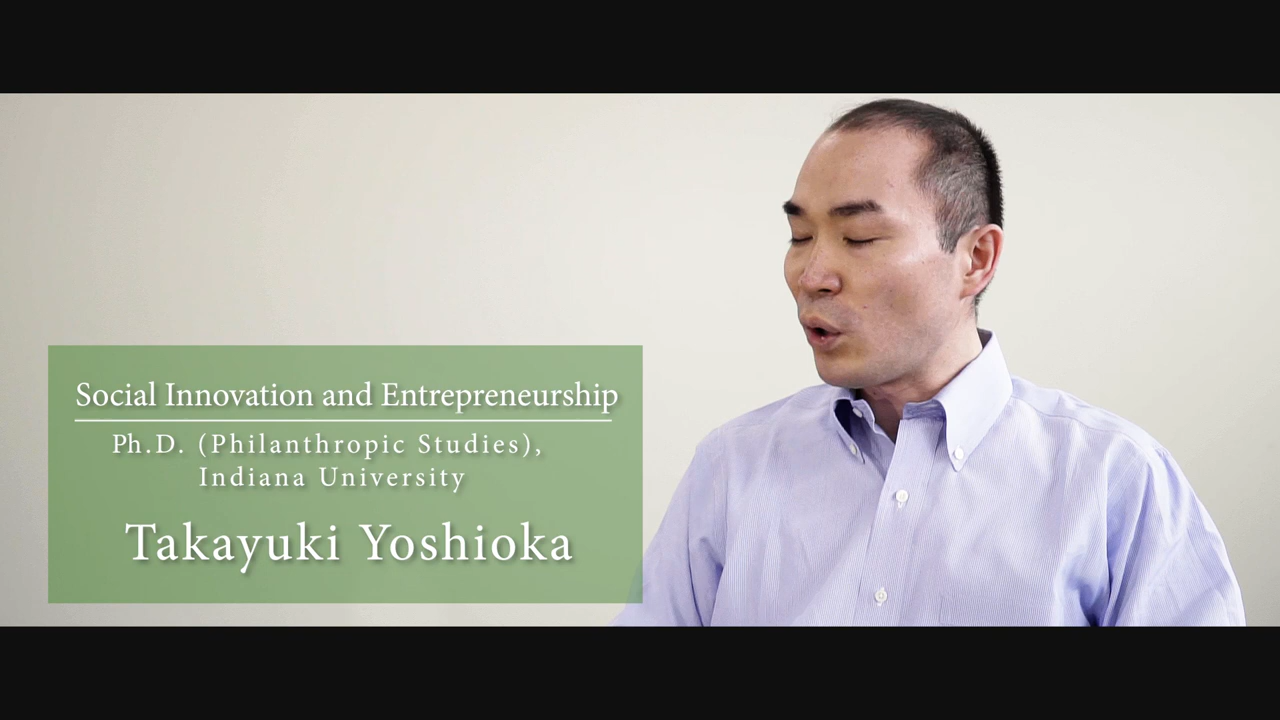 Social Innovation and Entrepreneurship
Ph.D. (Philanthropic Studies),
Indiana University
Takayuki Yoshioka